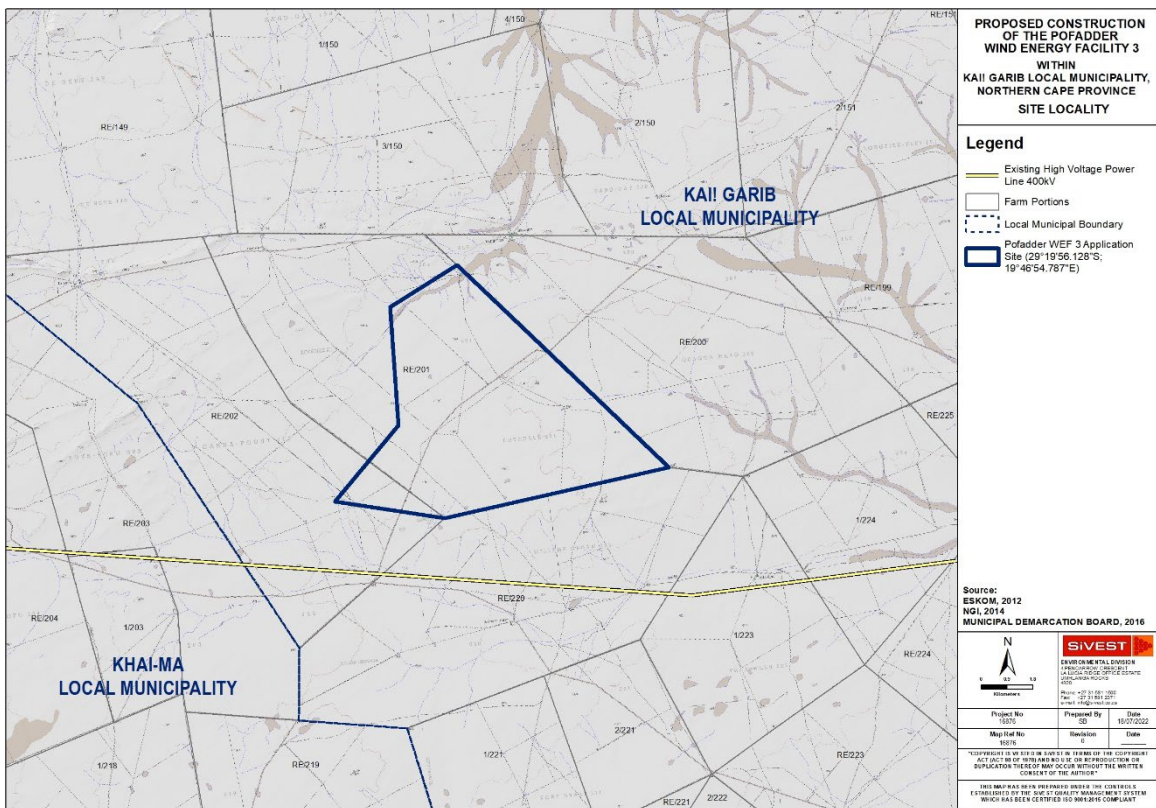 PROPOSED CONSTRUCTION
OF THE POFADDER
WIND ENERGY FACILITY 3
WITHIN
KAI! GARIB LOCAL MUNICIPALITY,
NORTHERN CAPE PROVINCE
SITE LOCALITY
Legend
Existing High Voltage Power
Line 400kV
Farm Portions
Local Municipal Boundary
Pofadder WEF 3 Application
Site (29°19'56.128"S;
19°46'54.787"E)
4/150
1/150
RE/149
2/150
2/151
3/150
KAI! GARIB
LOCAL MUNICIPALITY
RE/199
RE/200
RE/201
RE/202
RE/225
RE/203
1/224
RE/220
RE/204
1/203
1/223
RE/224
KHAI-MA
LOCAL MUNICIPALITY
2/221
1/221
RE/223
RE/219
1/218
RE/221
2/222
Source:
ESKOM, 2012
NGI, 2014
MUNICIPAL DEMARCATION BOARD, 2016
N
Kilometers
SiVEST
ENVIRONMENTAL DIVISION
Project No
16876
Prepared By
SB
Date
18/07/2022
Map Ref No
16876
Revision
0
Date
"COPYRIGHT IS VESTED IN SIVEST IN TERMS OF THE COPYRIGHT
ACT (ACT 98 OF 1978) AND NO USE OR REPRODUCTION OR
DUPLICATION THEREOF MAY OCCUR WITHOUT THE WRITTEN
CONSENT OF THE AUTHOR"
THIS MAP HAS BEEN PREPARED UNDER THE CONTROLS
ESTABLISHED BY THE SIVEST QUALITY MANAGEMENT SYSTEM
WHICH HAS BEEN CERTIFIED ISO 9001:2015 COMPLIANT